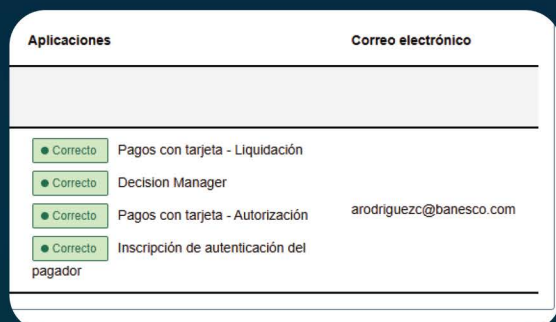 Aplicaciones Correo electrónico
Correcto Pagos con tarjeta - Liquidación
Correcto Decision Manager
Correcto Pagos con tarjeta - Autorización
arodriguezc@banesco.com
Correcto Inscripción de autenticación del
pagador